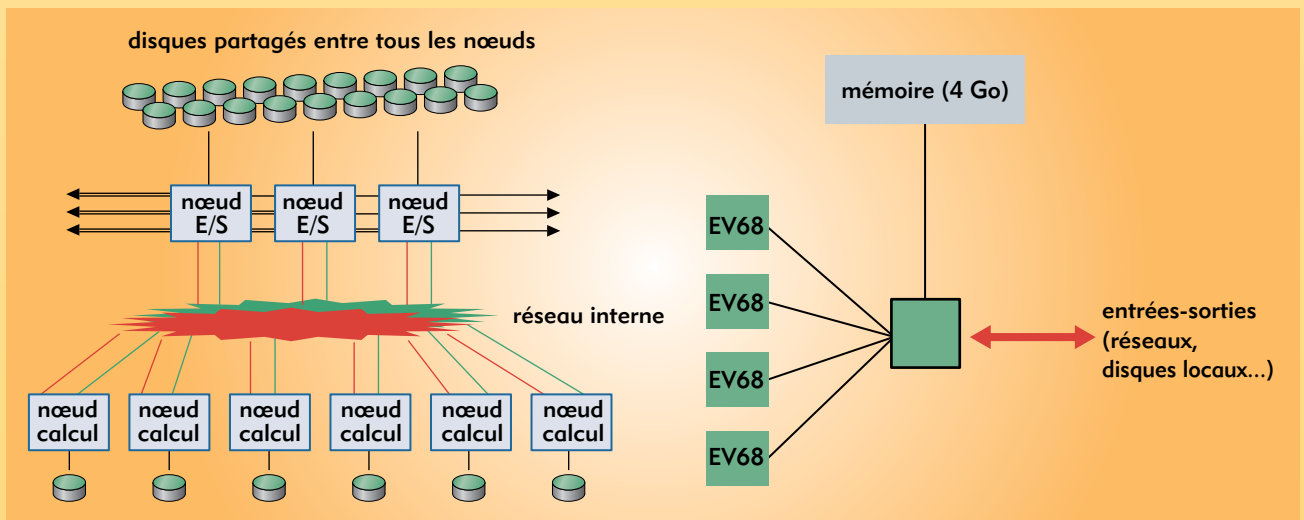 disques partagés entre tous les nœuds
nœud
E/S
nœud
E/S
nœud
E/S
réseau interne
nœud
calcul
nœud
calcul
nœud
calcul
nœud
calcul
nœud
calcul
nœud
calcul
mémoire (4 Go)
EV68
EV68
EV68
EV68
entrées-sorties
(réseaux,
disques locaux...)